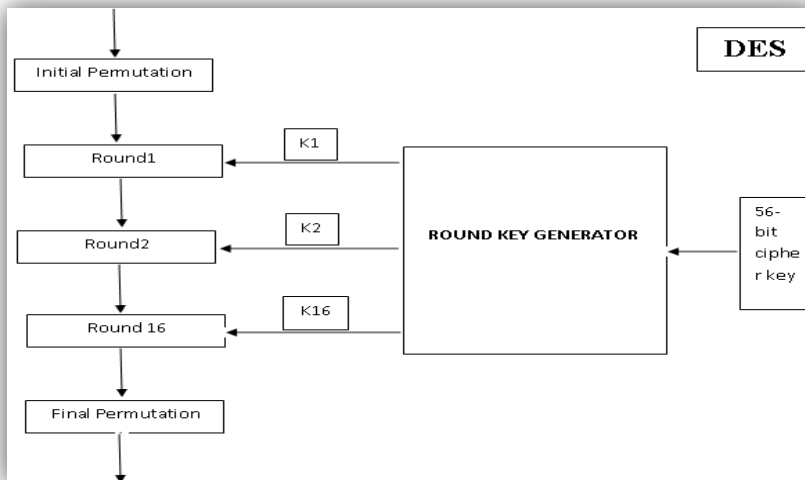 DES
Initial Permutation
K1
Round1
K2
Round2
ROUND KEY GENERATOR
56-
bit
ciphe
r key
K16
Round 16
Final Permutation